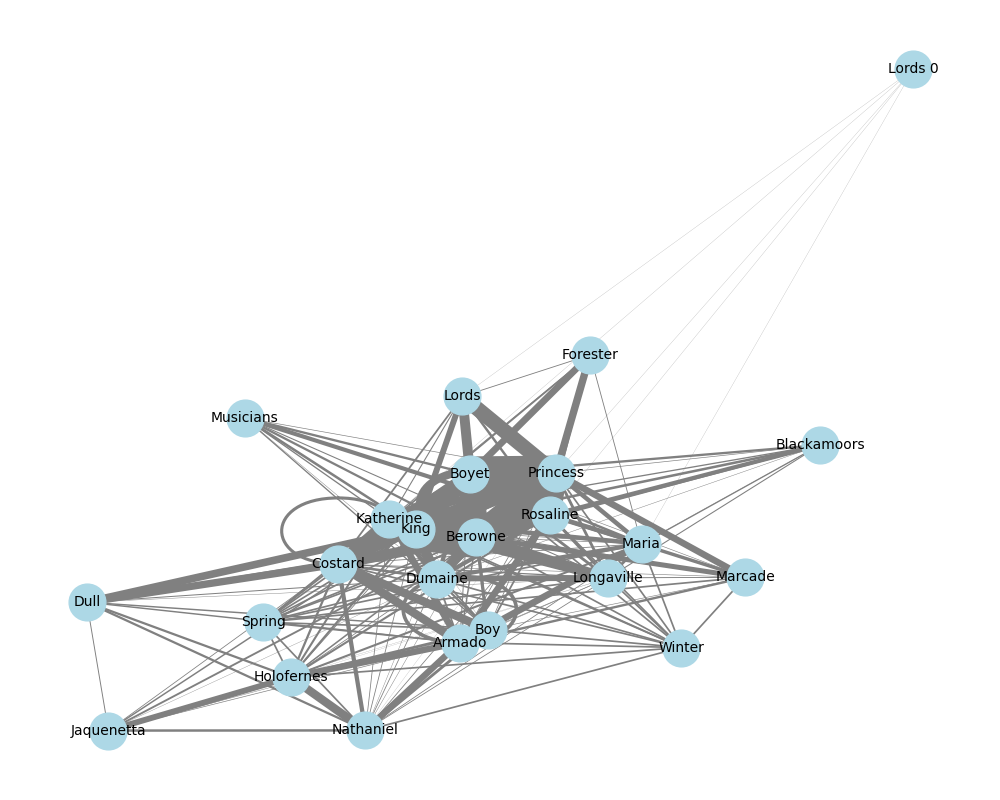 Lords 0
Forester
Lords
Musicians
Blackamoors
Boyet
Princess
Rosaline
Katherine
King
Berowne
Maria
Costard
Dumaine
Longaville
Marcade
Dull
Spring
Boy
Armado
Winter
Holofernes
Nathaniel
Jaquenetta